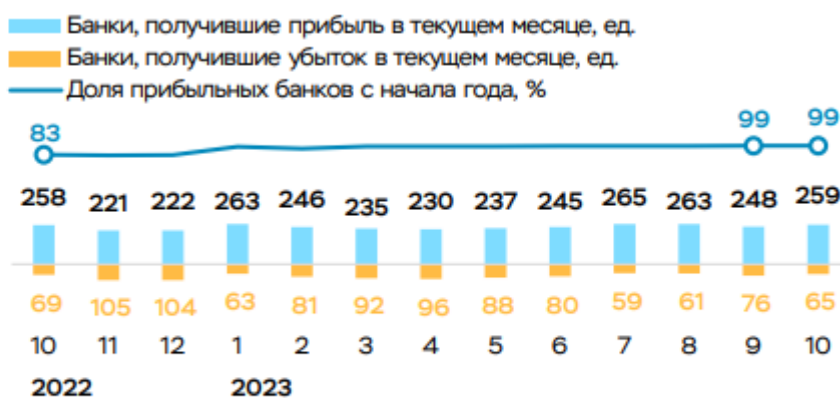 Банки, получившие прибыль в текущем месяце, ед.
Банки, получившие убыток в текущем месяце, ед.
Доля прибыльных банков с начала года, %
83 99 99
258 221 222 263 246 235 230 237 245 265 263 248 259
69 105 104 63 81 92 96 88 80 59 61 76 65
10 11 12 1 2 3 4 5 6 7 8 9 10
2022 2023